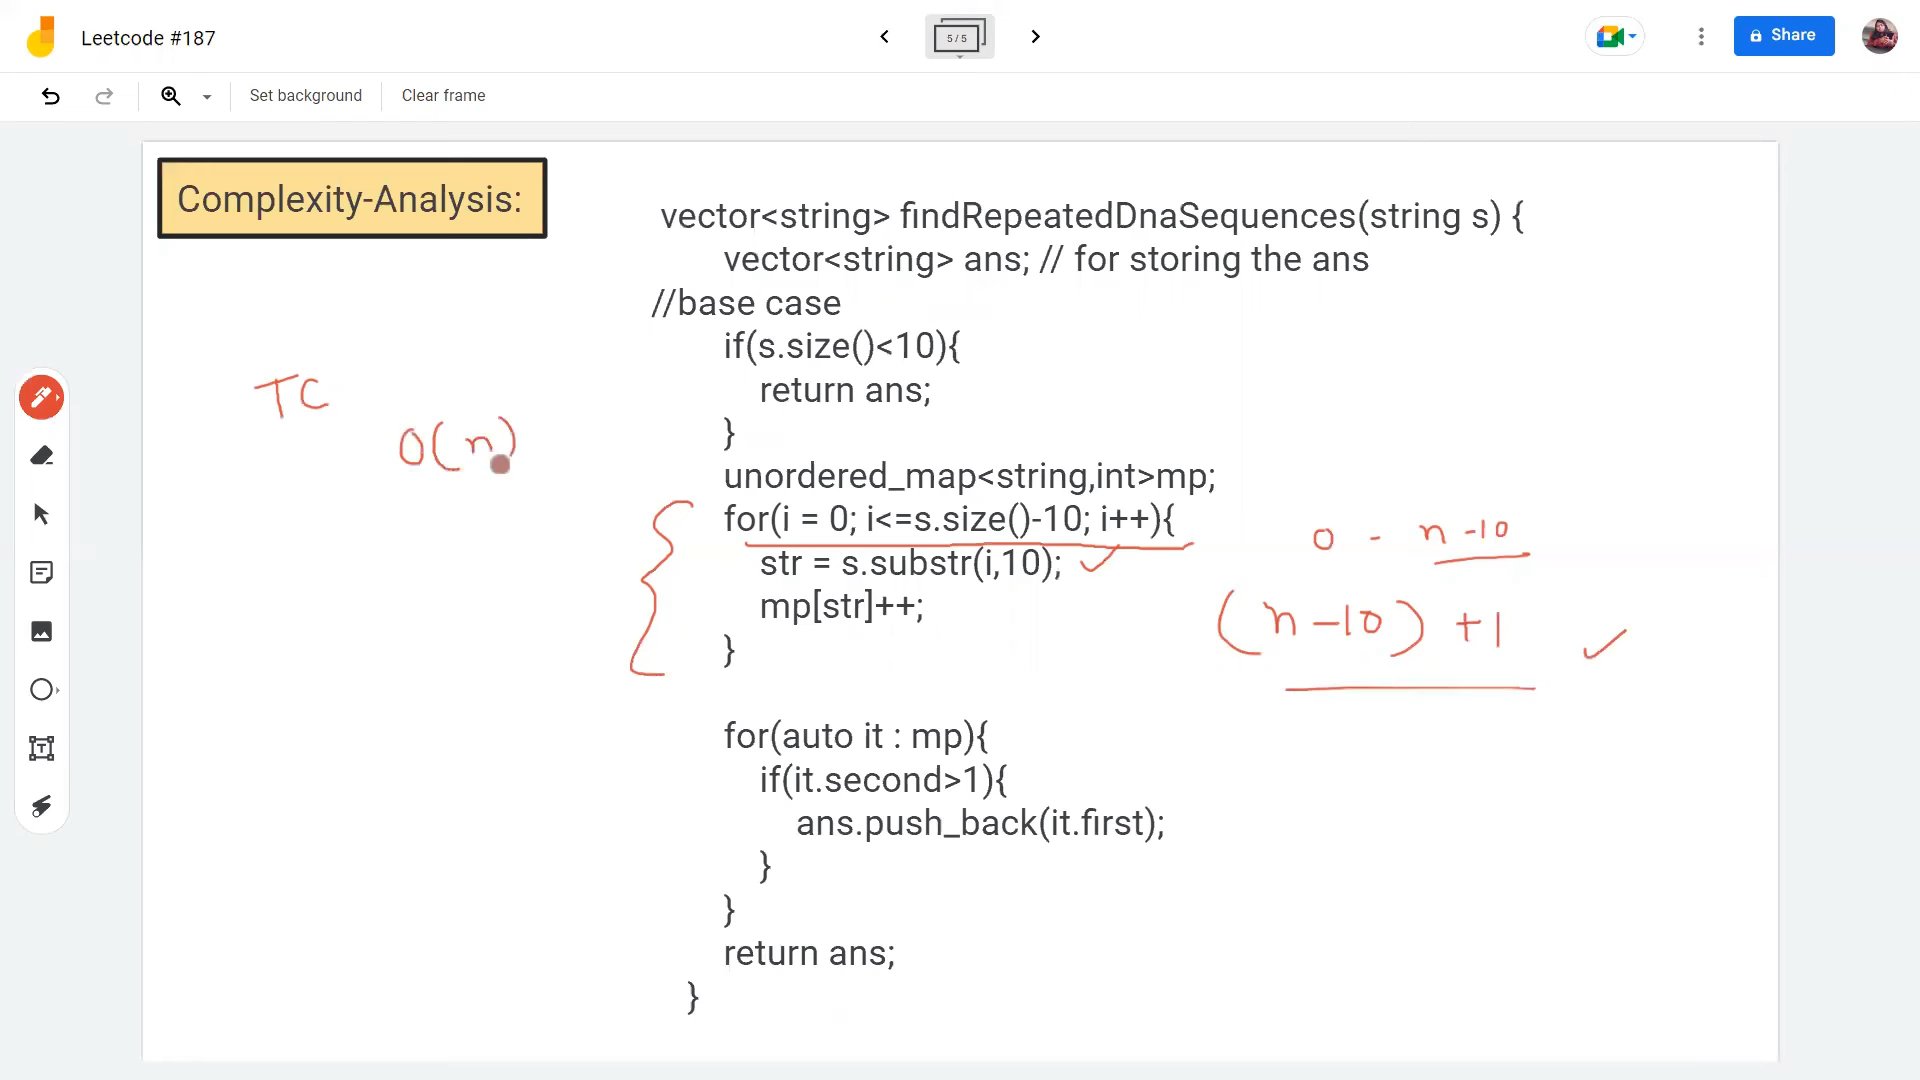 Leetcode #187
5 / 5
Share
Set background
Clear frame
Complexity-Analysis:
vector<string> findRepeatedDnaSequences(string s) {
vector<string> ans; // for storing the ans
//base case
if(s.size()<10){
return ans;
}
unordered_map<string,int>mp;
for(i = 0; i<=s.size()-10; i++){
str = s.substr(i,10);
mp[str]++;
}
for(auto it : mp){
if(it.second>1){
ans.push_back(it.first);
}
}
return ans;
}
TC
O(n)
0 - n-10
(n-10) +1